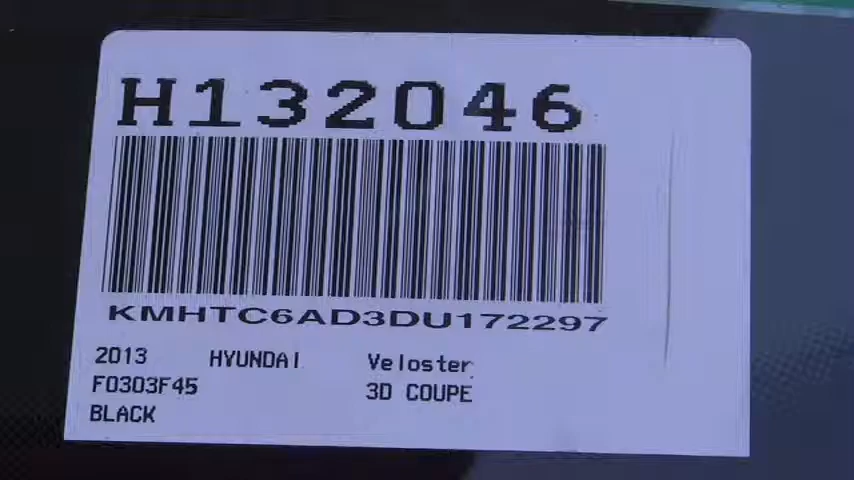 H132046
KMHTC6AD3DU172297
2013 HYUNDAI Veloster
F0303F45 3D COUPE
BLACK